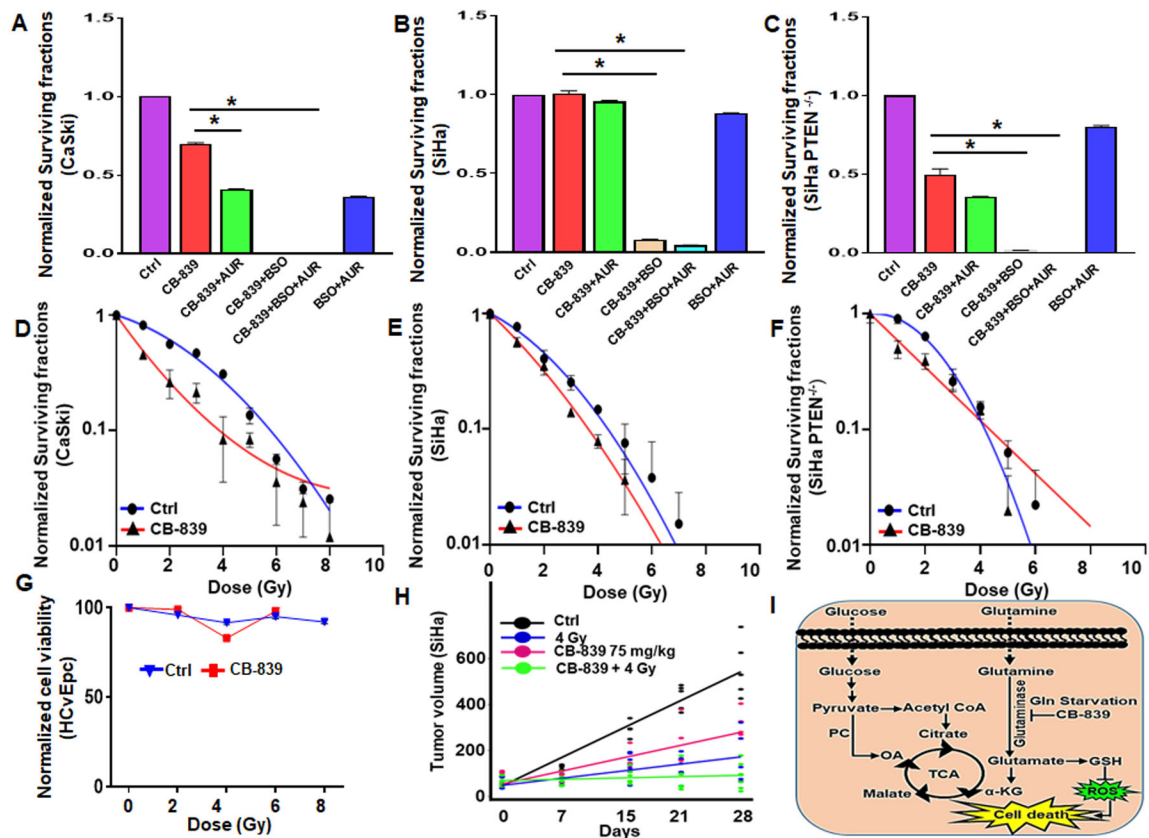 A
Normalized Surviving fractions
(CaSki)
1.5
1.0
0.5
0.0
*
*
Ctrl
CB-839
CB-839+AUR
CB-839+BSO
CB-839+BSO+AUR
BSO+AUR
B
Normalized Surviving fractions
(SiHa)
1.5
1.0
0.5
0.0
*
*
Ctrl
CB-839
CB-839+AUR
CB-839+BSO
CB-839+BSO+AUR
BSO+AUR
C
Normalized Surviving fractions
(SiHa PTEN -/-)
1.5
1.0
0.5
0.0
*
*
Ctrl
CB-839
CB-839+AUR
CB-839+BSO
CB-839+BSO+AUR
BSO+AUR
D
Normalized Surviving fractions
(CaSki)
1
0.1
0.01
Ctrl
CB-839
0 2 4 6 8 10
Dose (Gy)
E
Normalized Surviving fractions
(SiHa)
1
0.1
0.01
Ctrl
CB-839
0 2 4 6 8 10
Dose (Gy)
F
Normalized Surviving fractions
(SiHa PTEN-/-)
1
0.1
0.01
Ctrl
CB-839
0 2 4 6 8 10
Dose (Gy)
G
Normalized cell viability
(HCvEpc)
100
50
0
Ctrl
CB-839
0 2 4 6 8
Dose (Gy)
H
Tumor volume (SiHa)
600
400
200
0
Ctrl
4 Gy
CB-839 75 mg/kg
CB-839 + 4 Gy
0 7 15 21 28
Days
I
Glucose
Glutamine
Glucose
Glutamine
Pyruvate
Acetyl CoA
Glutaminase
Gln Starvation
CB-839
Citrate
PC
OA
Glutamate
GSH
TCA
Malate
α-KG
ROS
Cell death